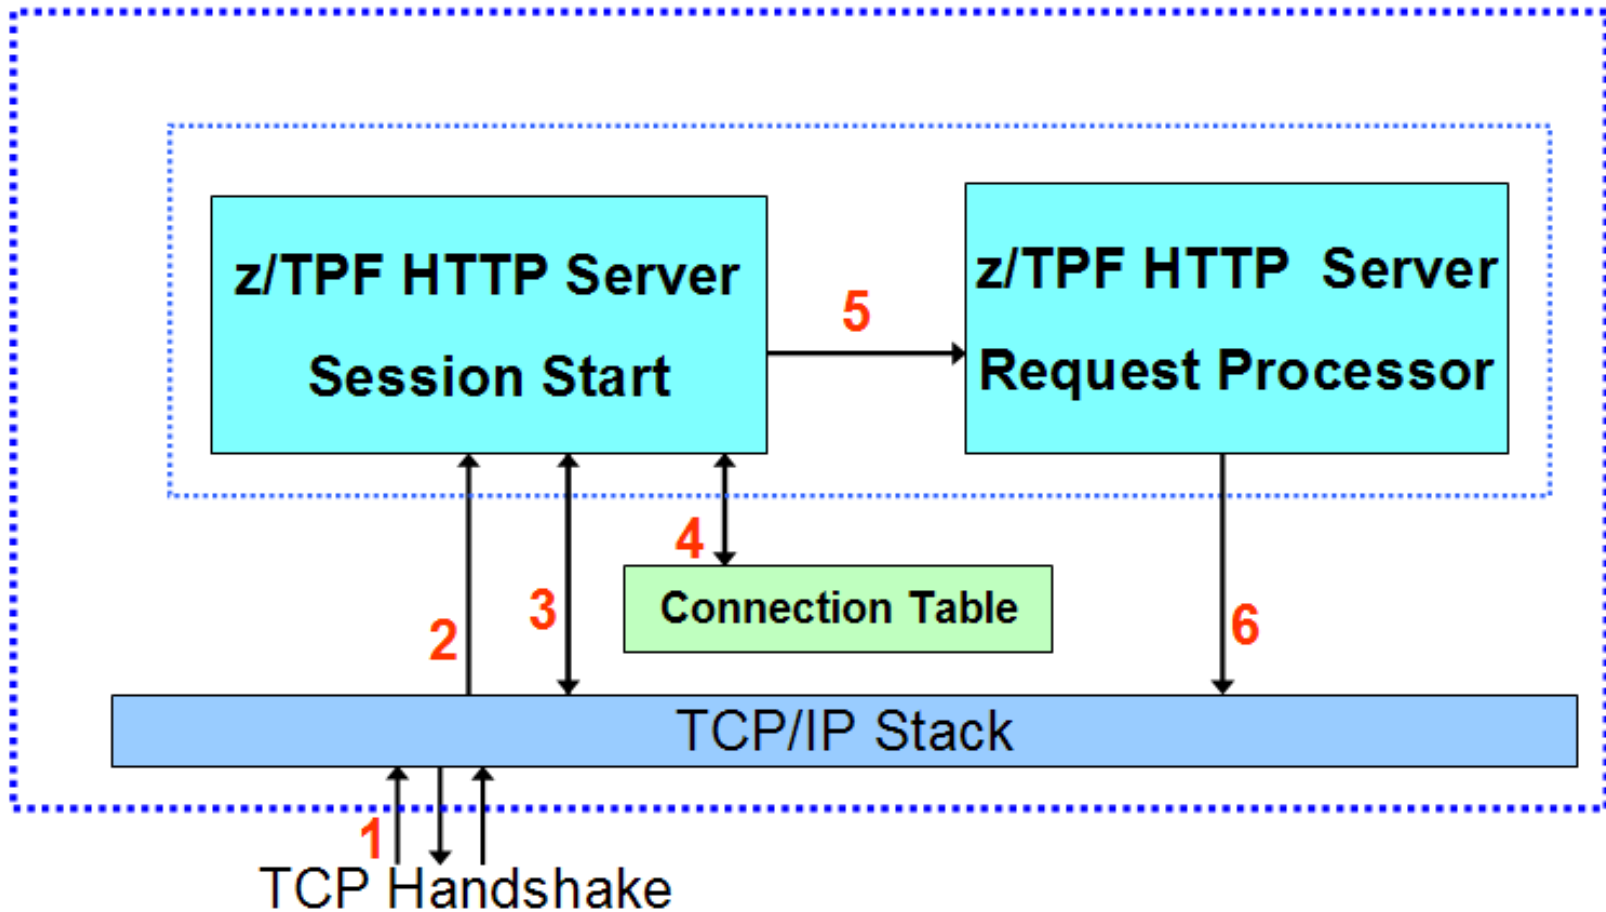 z/TPF HTTP Server
Session Start
z/TPF HTTP  Server
Request Processor
5
4
Connection Table
2
3
6
TCP/IP Stack
1
TCP Handshake